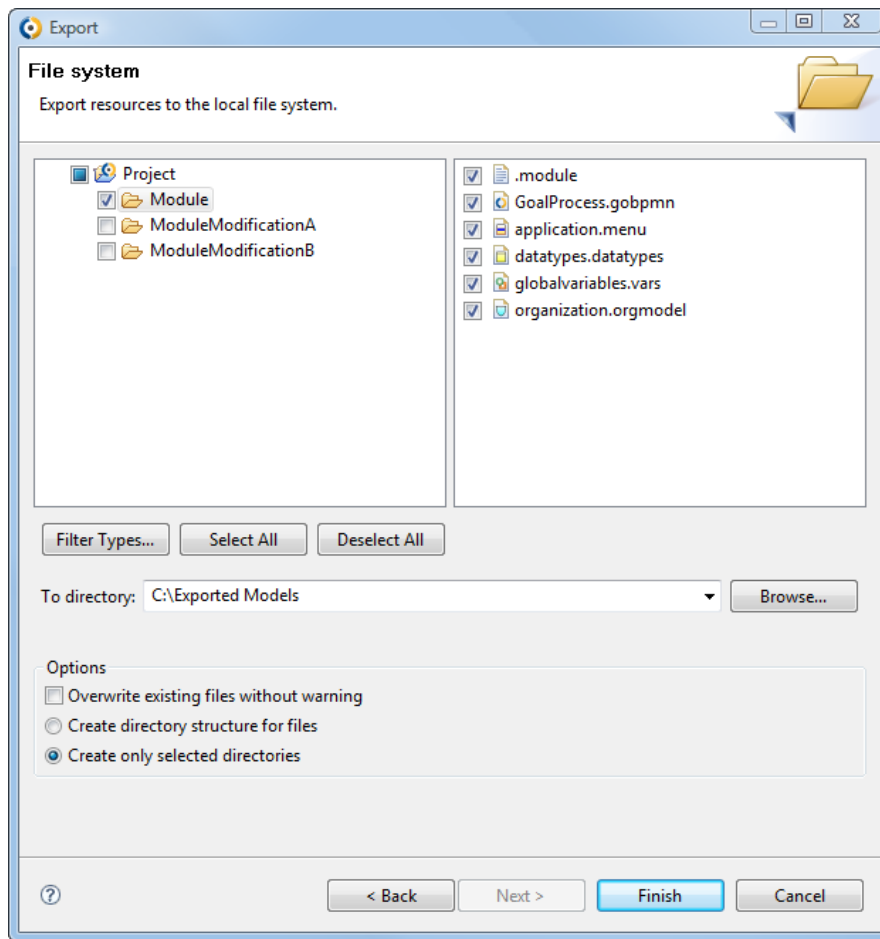 Export
File system
Export resources to the local file system.
Project
Module
ModuleModificationA
ModuleModificationB
.module
GoalProcess.gobpmn
application.menu
datatypes.datatypes
globalvariables.vars
organization.orgmodel
Filter Types...
Select All
Deselect All
To directory: C:\Exported Models
Browse...
Options
Overwrite existing files without warning
Create directory structure for files
Create only selected directories
?
< Back
Next >
Finish
Cancel